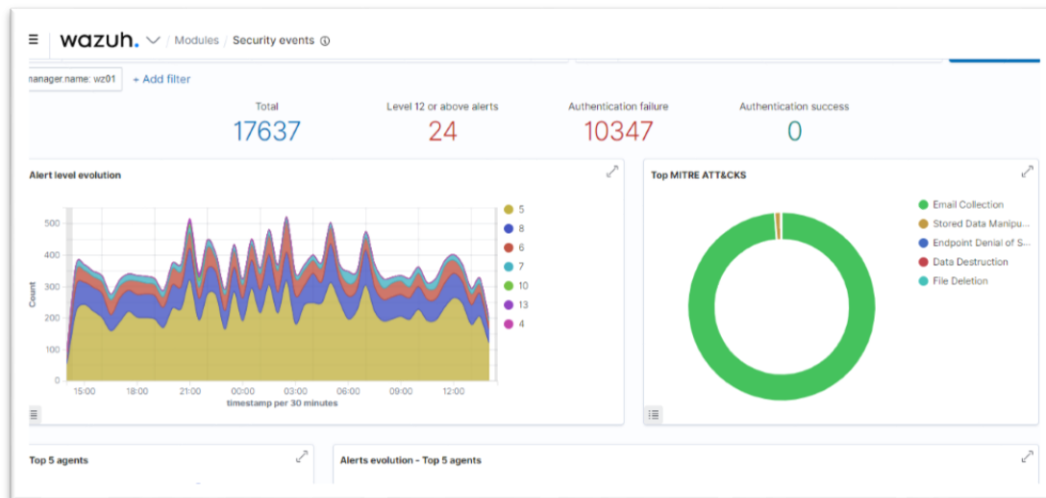 wazuh. Modules / Security events
manager.name: wz01 + Add filter
Total
17637
Level 12 or above alerts
24
Authentication failure
10347
Authentication success
0
Alert level evolution
Count
500
400
300
200
100
0
15:00 18:00 21:00 00:00 03:00 06:00 09:00 12:00
timestamp per 30 minutes
5
8
6
7
10
13
4
Top MITRE ATT&CKS
Email Collection
Stored Data Manipu...
Endpoint Denial of S...
Data Destruction
File Deletion
Top 5 agents
Alerts evolution - Top 5 agents